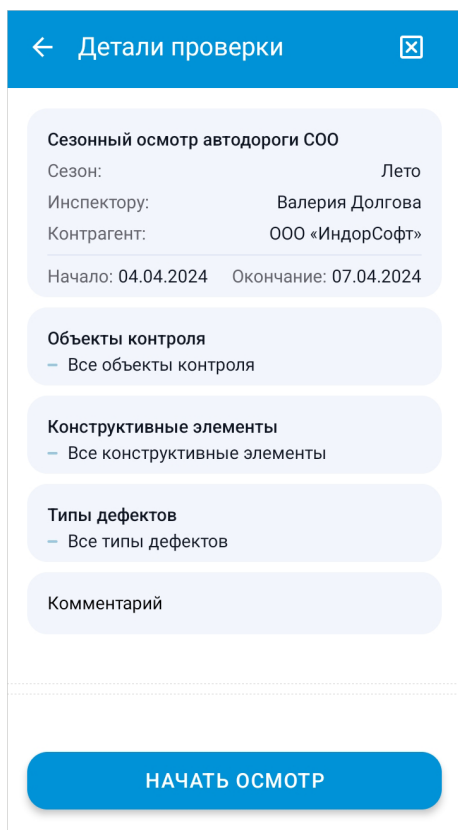 Детали проверки
Сезонный осмотр автодороги СОО
Сезон: Лето
Инспектору: Валерия Долгова
Контрагент: ООО «ИндорСофт»
Начало: 04.04.2024 Окончание: 07.04.2024
Объекты контроля
– Все объекты контроля
Конструктивные элементы
– Все конструктивные элементы
Типы дефектов
– Все типы дефектов
Комментарий
НАЧАТЬ ОСМОТР